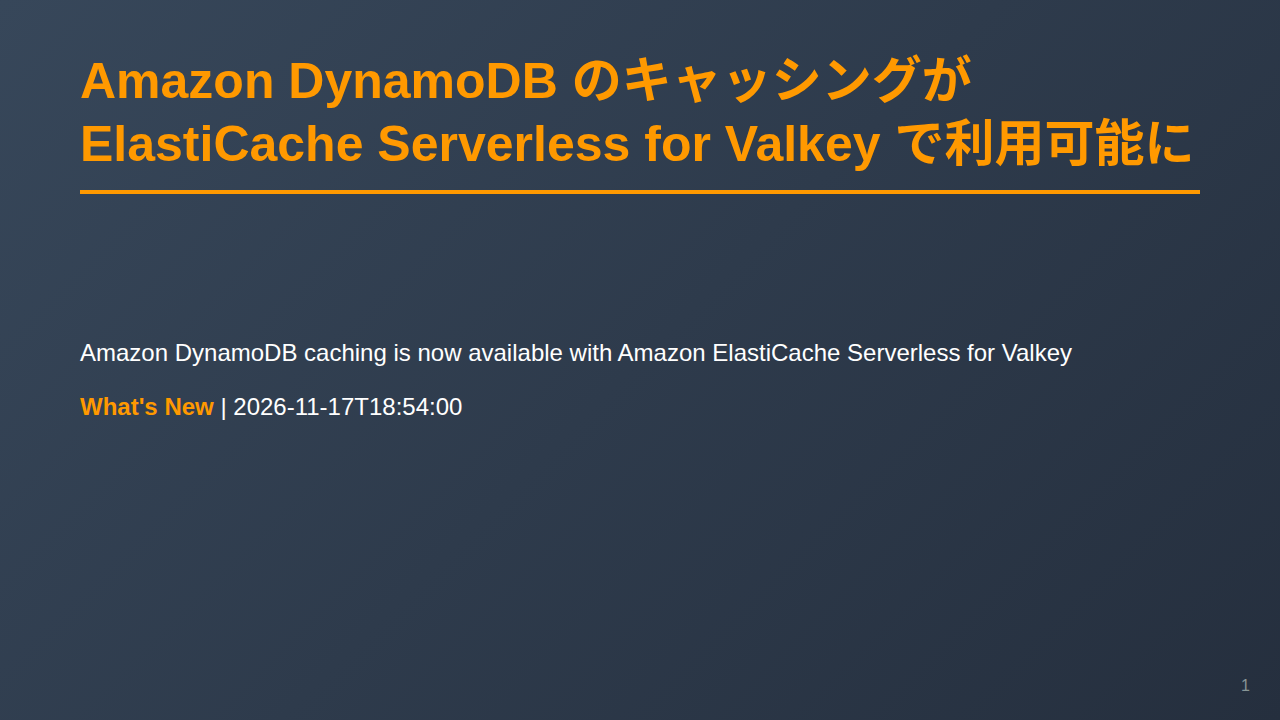 Amazon DynamoDB のキャッシングが
ElastiCache Serverless for Valkey で利用可能に
Amazon DynamoDB caching is now available with Amazon ElastiCache Serverless for Valkey
What's New | 2026-11-17T18:54:00
1